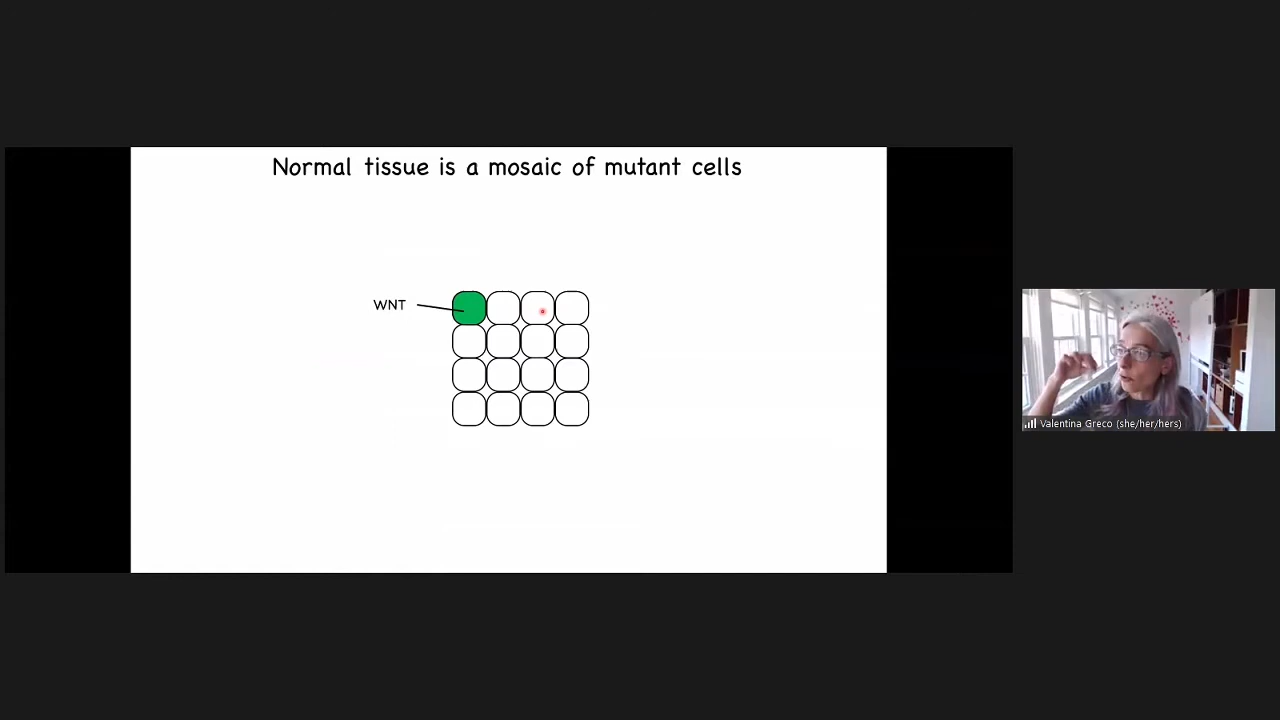 Normal tissue is a mosaic of mutant cells
WNT
Valentina Greco (she/her/hers)